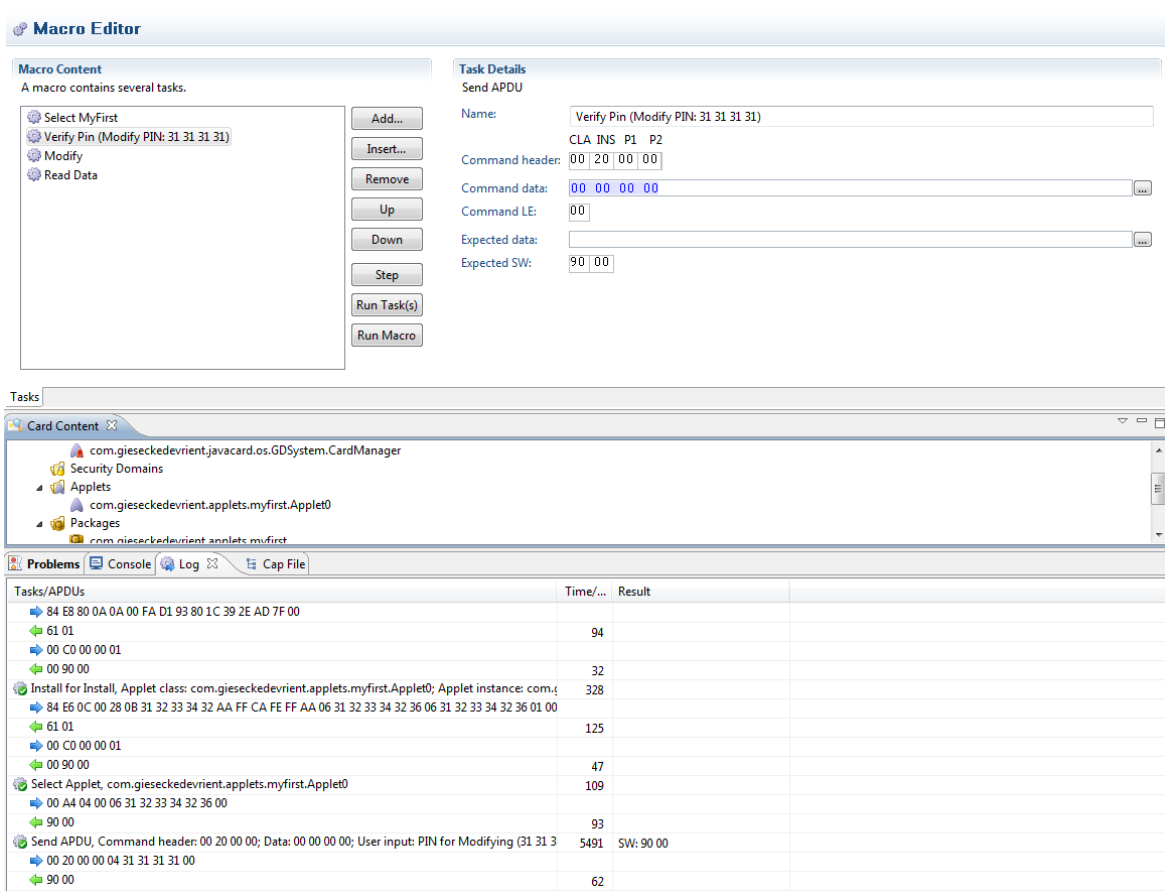 Macro Editor
Macro Content
A macro contains several tasks.
Select MyFirst
Verify Pin (Modify PIN: 31 31 31 31)
Modify
Read Data
Add...
Insert...
Remove
Up
Down
Step
Run Task(s)
Run Macro
Task Details
Send APDU
Name: Verify Pin (Modify PIN: 31 31 31 31)
CLA INS P1 P2
Command header: 00 20 00 00
Command data: 00 00 00 00 ...
Command LE: 00
Expected data: ...
Expected SW: 90 00
Tasks
Card Content
com.gieseckedevrient.javacard.os.GDSystem.CardManager
Security Domains
Applets
com.gieseckedevrient.applets.myfirst.Applet0
Packages
com.gieseckedevrient.applets.myfirst
Problems Console Log Cap File
Tasks/APDUs Time/... Result
84 E8 80 0A 0A 00 FA D1 93 80 1C 39 2E AD 7F 00
61 01 94
00 C0 00 00 01
00 90 00 32
Install for Install, Applet class: com.gieseckedevrient.applets.myfirst.Applet0; Applet instance: com.g 328
84 E6 0C 00 28 0B 31 32 33 34 32 AA FF CA FE FF AA 06 31 32 33 34 32 36 06 31 32 33 34 32 36 01 00
61 01 125
00 C0 00 00 01
00 90 00 47
Select Applet, com.gieseckedevrient.applets.myfirst.Applet0 109
00 A4 04 00 06 31 32 33 34 32 36 00
90 00 93
Send APDU, Command header: 00 20 00 00; Data: 00 00 00 00; User input: PIN for Modifying (31 31 3 5491 SW: 90 00
00 20 00 00 04 31 31 31 31 00
90 00 62